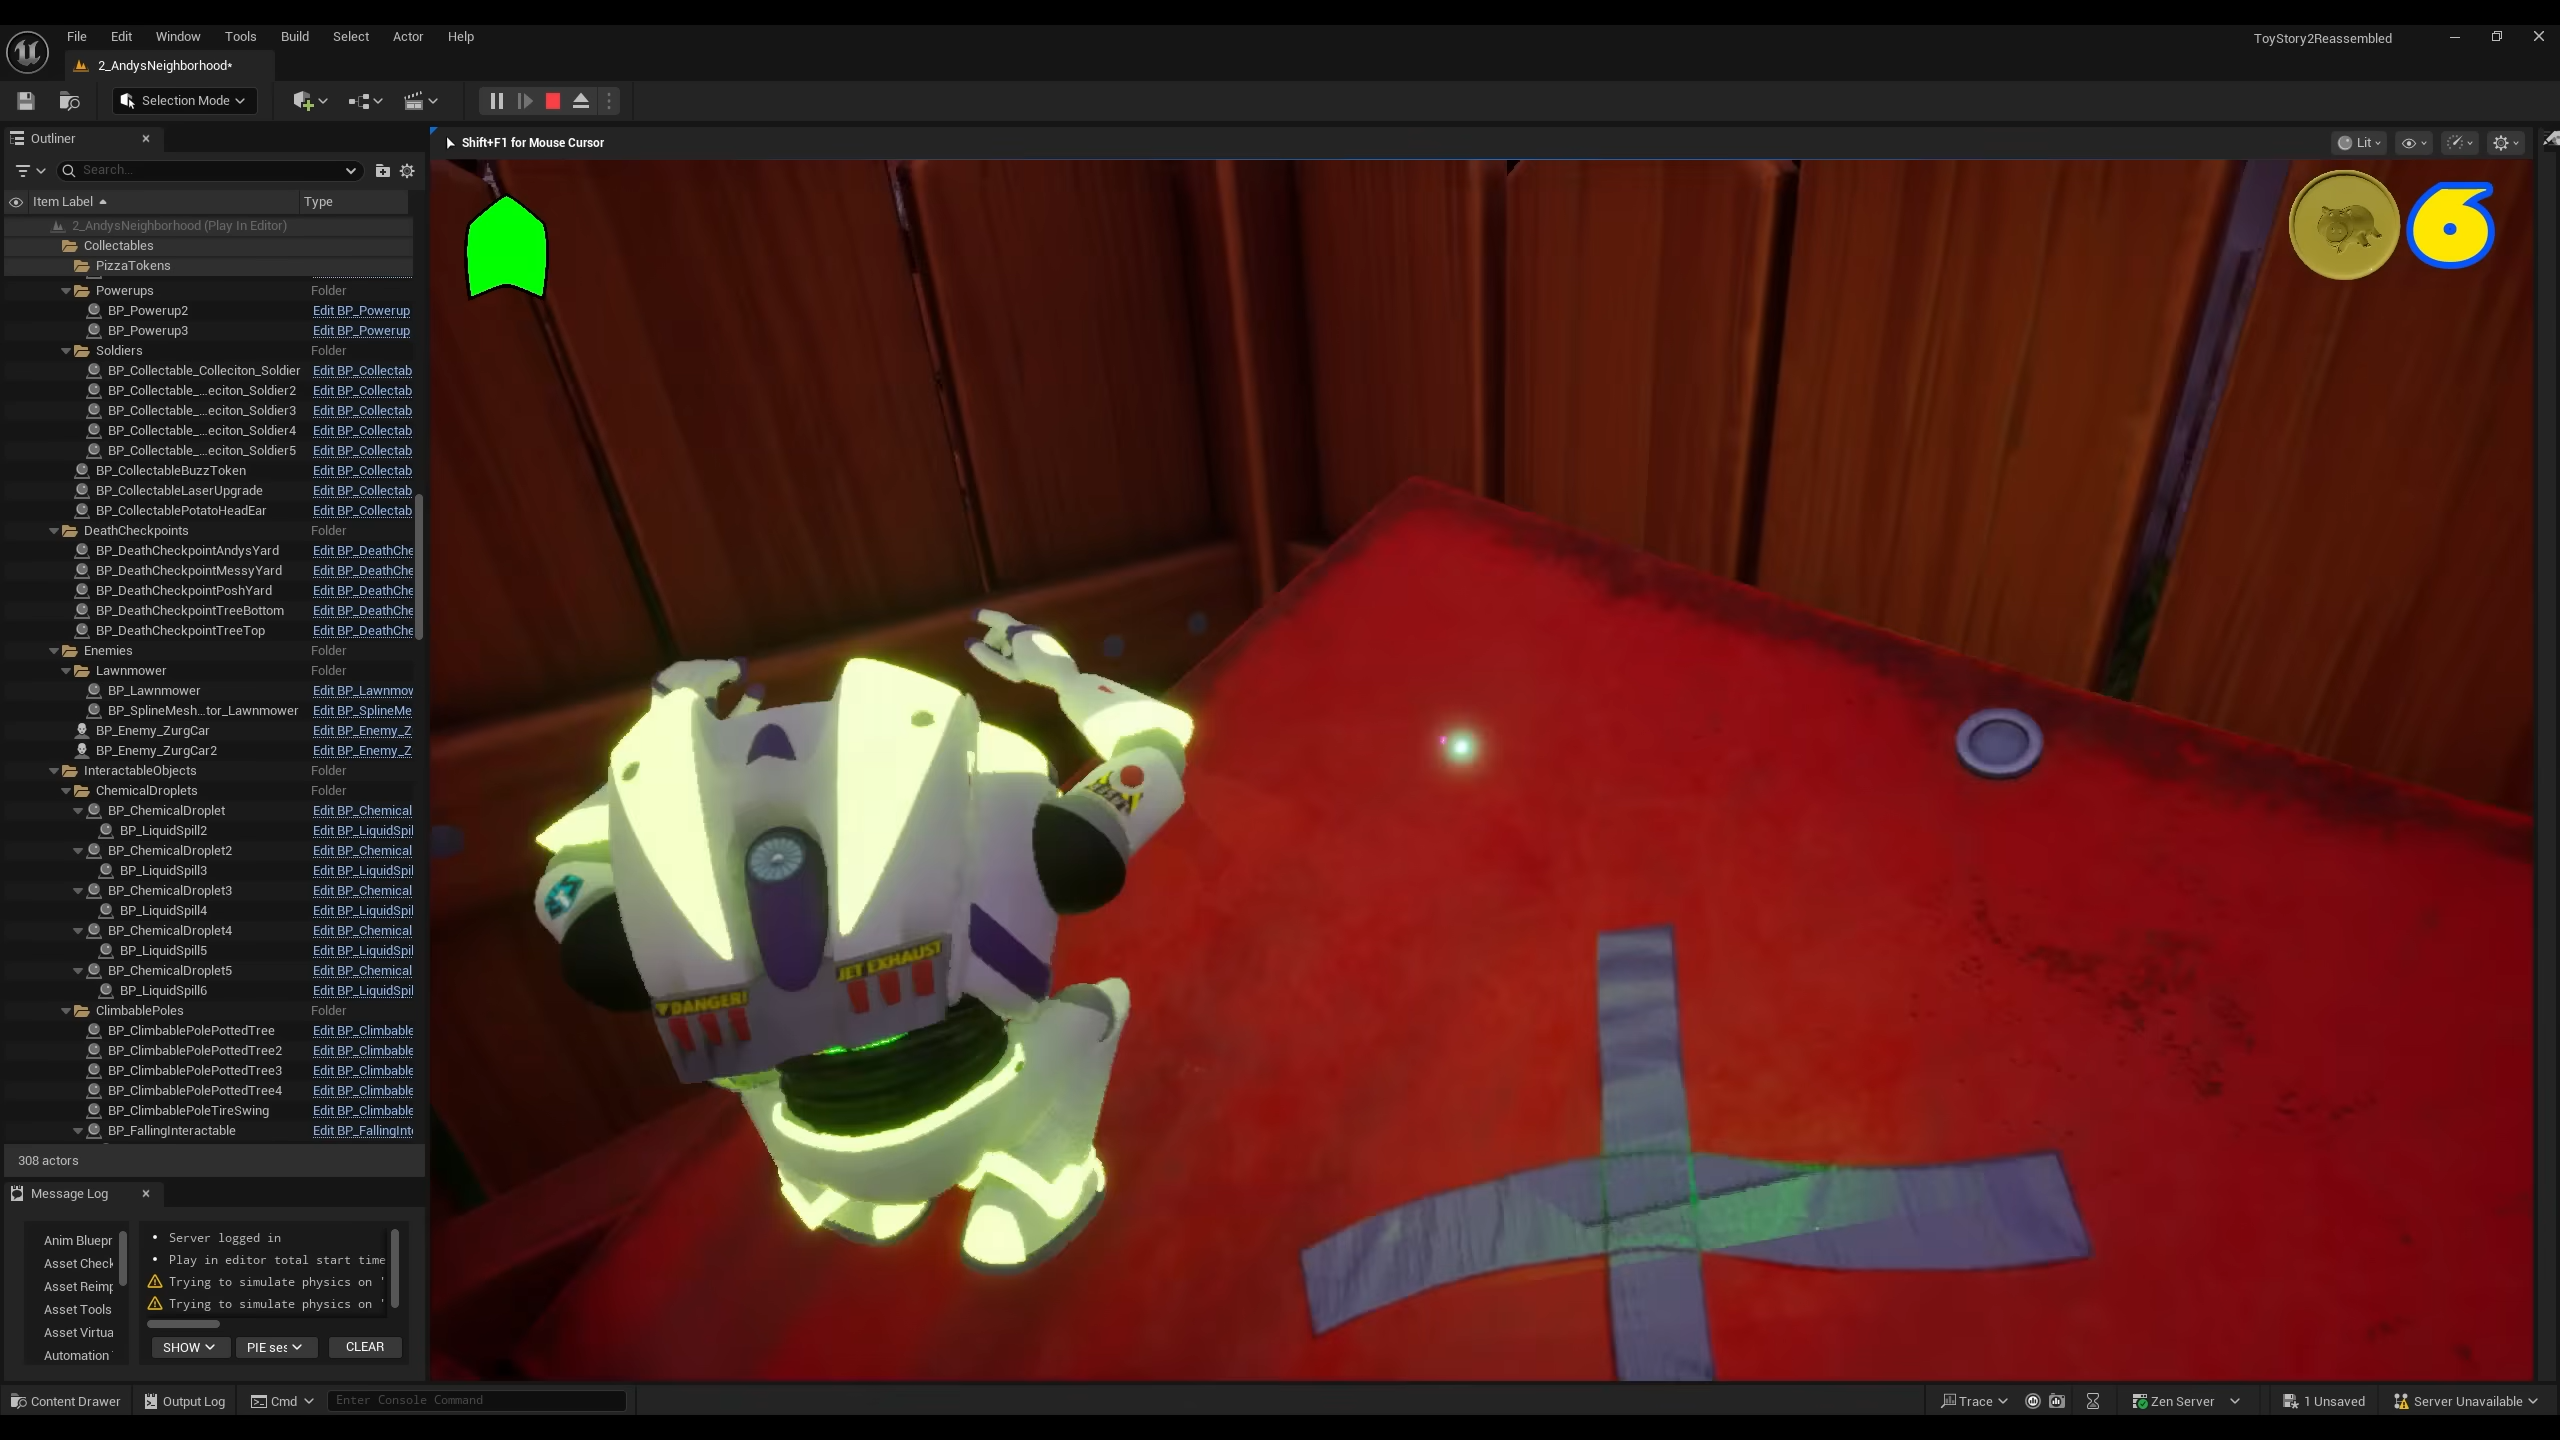 File Edit Window Tools Build Select Actor Help
ToyStory2Reassembled
2_AndysNeighborhood*
Selection Mode
Outliner
Shift+F1 for Mouse Cursor
Lit
Search...
Item Label Type
2_AndysNeighborhood (Play In Editor)
Collectables
PizzaTokens
Powerups Folder
BP_Powerup2 Edit BP_Powerup
BP_Powerup3 Edit BP_Powerup
Soldiers Folder
BP_Collectable_Colleciton_Soldier Edit BP_Collectab
BP_Collectable_...eciton_Soldier2 Edit BP_Collectab
BP_Collectable_...eciton_Soldier3 Edit BP_Collectab
BP_Collectable_...eciton_Soldier4 Edit BP_Collectab
BP_Collectable_...eciton_Soldier5 Edit BP_Collectab
BP_CollectableBuzzToken Edit BP_Collectab
BP_CollectableLaserUpgrade Edit BP_Collectab
BP_CollectablePotatoHeadEar Edit BP_Collectab
DeathCheckpoints Folder
BP_DeathCheckpointAndysYard Edit BP_DeathChe
BP_DeathCheckpointMessyYard Edit BP_DeathChe
BP_DeathCheckpointPoshYard Edit BP_DeathChe
BP_DeathCheckpointTreeBottom Edit BP_DeathChe
BP_DeathCheckpointTreeTop Edit BP_DeathChe
Enemies Folder
Lawnmower Folder
BP_Lawnmower Edit BP_Lawnmow
BP_SplineMesh...tor_Lawnmower Edit BP_SplineMe
BP_Enemy_ZurgCar Edit BP_Enemy_Z
BP_Enemy_ZurgCar2 Edit BP_Enemy_Z
InteractableObjects Folder
ChemicalDroplets Folder
BP_ChemicalDroplet Edit BP_Chemical
BP_LiquidSpill2 Edit BP_LiquidSpil
BP_ChemicalDroplet2 Edit BP_Chemical
BP_LiquidSpill3 Edit BP_LiquidSpil
BP_ChemicalDroplet3 Edit BP_Chemical
BP_LiquidSpill4 Edit BP_LiquidSpil
BP_ChemicalDroplet4 Edit BP_Chemical
BP_LiquidSpill5 Edit BP_LiquidSpil
BP_ChemicalDroplet5 Edit BP_Chemical
BP_LiquidSpill6 Edit BP_LiquidSpil
ClimbablePoles Folder
BP_ClimbablePolePottedTree Edit BP_Climbable
BP_ClimbablePolePottedTree2 Edit BP_Climbable
BP_ClimbablePolePottedTree3 Edit BP_Climbable
BP_ClimbablePolePottedTree4 Edit BP_Climbable
BP_ClimbablePoleTireSwing Edit BP_Climbable
BP_FallingInteractable Edit BP_FallingInt
308 actors
6
JET EXHAUST
DANGER!
Message Log
Anim Bluepr
Asset Check
Asset Reimp
Asset Tools
Asset Virtua
Automation
Server logged in
Play in editor total start time
Trying to simulate physics on '
Trying to simulate physics on '
SHOW PIE ses CLEAR
Content Drawer Output Log Cmd Enter Console Command
Trace Zen Server 1 Unsaved Server Unavailable